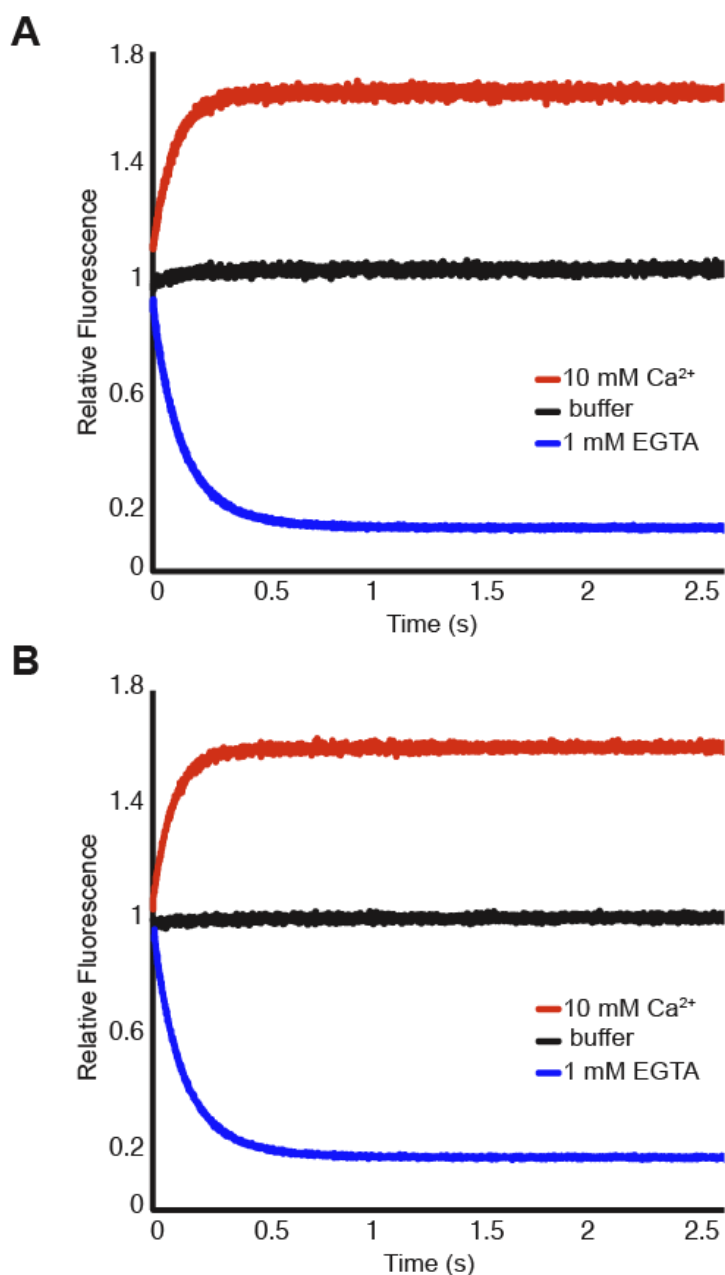 A
1.8
1.4
1
0.6
0.2
0
Relative Fluorescence
10 mM Ca²⁺
buffer
1 mM EGTA
0 0.5 1 1.5 2 2.5
Time (s)
B
1.8
1.4
1
0.6
0.2
0
Relative Fluorescence
10 mM Ca²⁺
buffer
1 mM EGTA
0 0.5 1 1.5 2 2.5
Time (s)